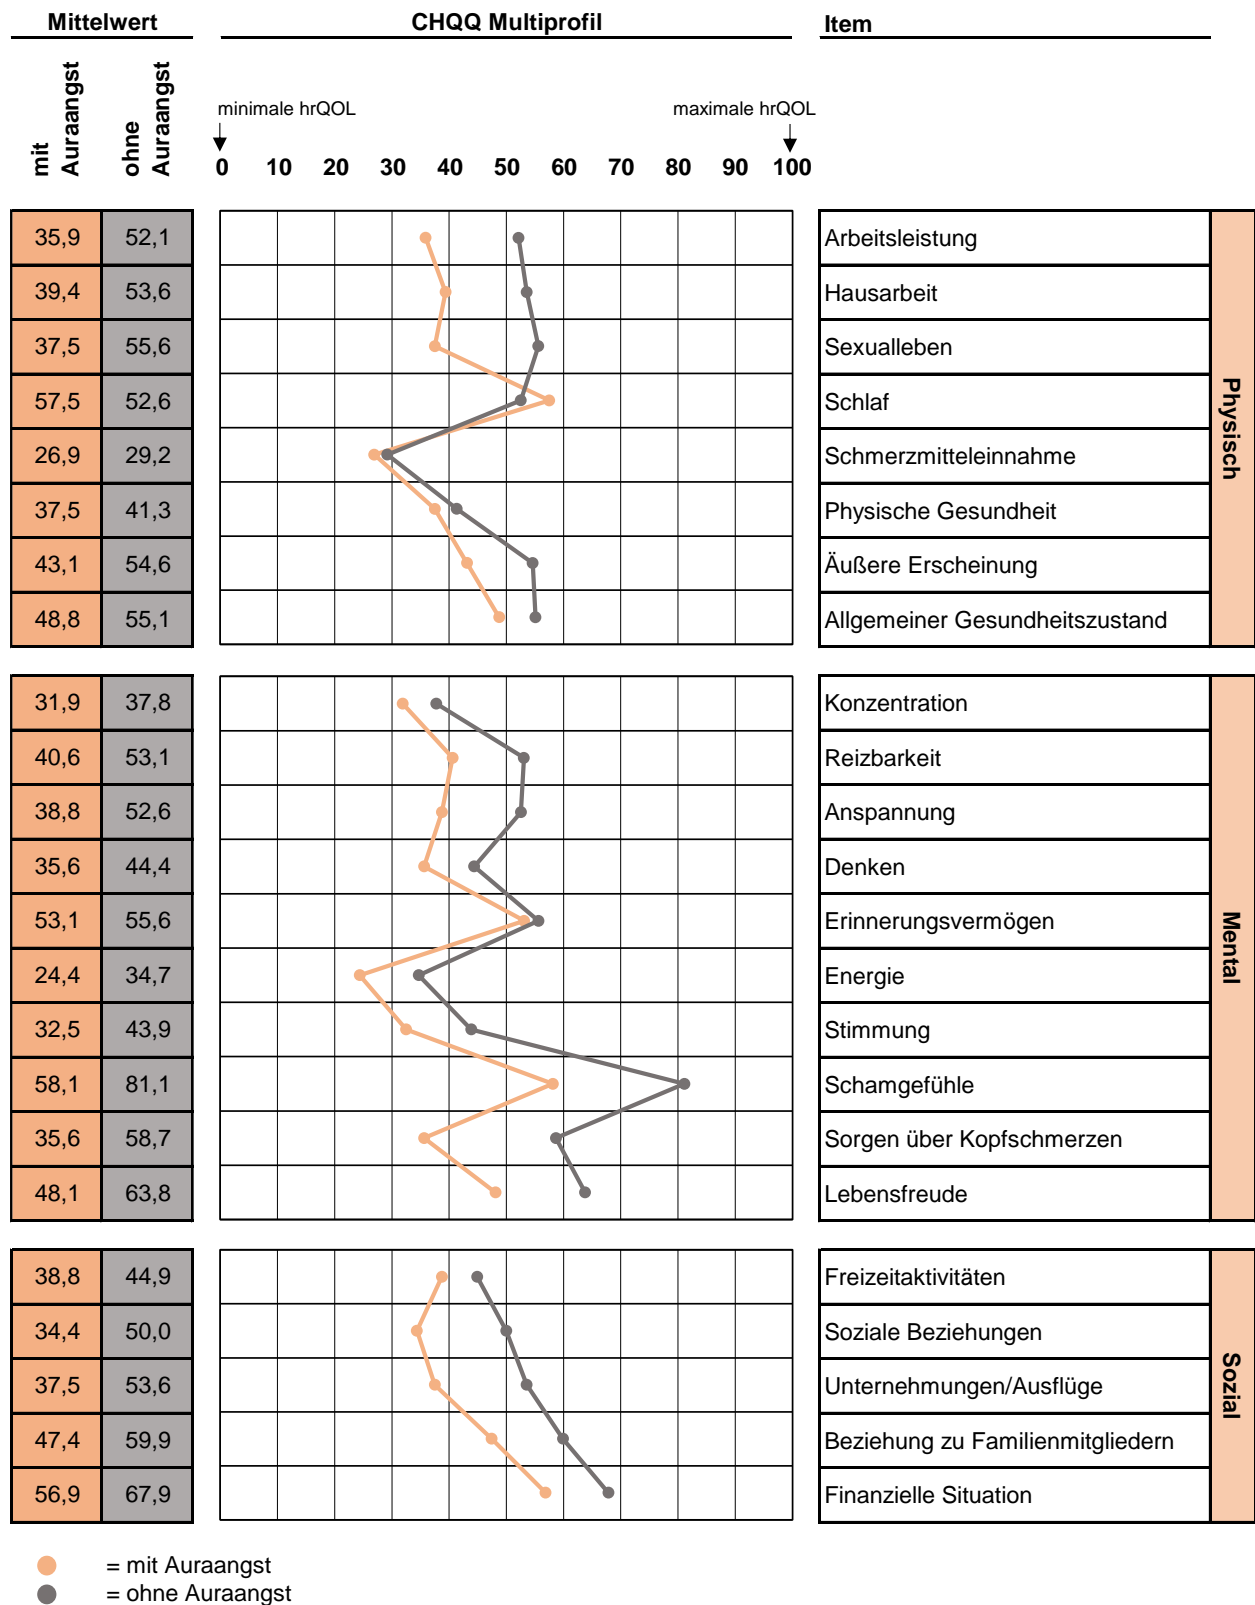 Mittelwert CHQQ Multiprofil Item
mit Auraangst
ohne Auraangst
minimale hrQOL maximale hrQOL
0 10 20 30 40 50 60 70 80 90 100
35,9 52,1 Arbeitsleistung
39,4 53,6 Hausarbeit
37,5 55,6 Sexualleben
57,5 52,6 Schlaf
26,9 29,2 Schmerzmitteleinnahme
37,5 41,3 Physische Gesundheit
43,1 54,6 Äußere Erscheinung
48,8 55,1 Allgemeiner Gesundheitszustand
Physisch
31,9 37,8 Konzentration
40,6 53,1 Reizbarkeit
38,8 52,6 Anspannung
35,6 44,4 Denken
53,1 55,6 Erinnerungsvermögen
24,4 34,7 Energie
32,5 43,9 Stimmung
58,1 81,1 Schamgefühle
35,6 58,7 Sorgen über Kopfschmerzen
48,1 63,8 Lebensfreude
Mental
38,8 44,9 Freizeitaktivitäten
34,4 50,0 Soziale Beziehungen
37,5 53,6 Unternehmungen/Ausflüge
47,4 59,9 Beziehung zu Familienmitgliedern
56,9 67,9 Finanzielle Situation
Sozial
= mit Auraangst
= ohne Auraangst